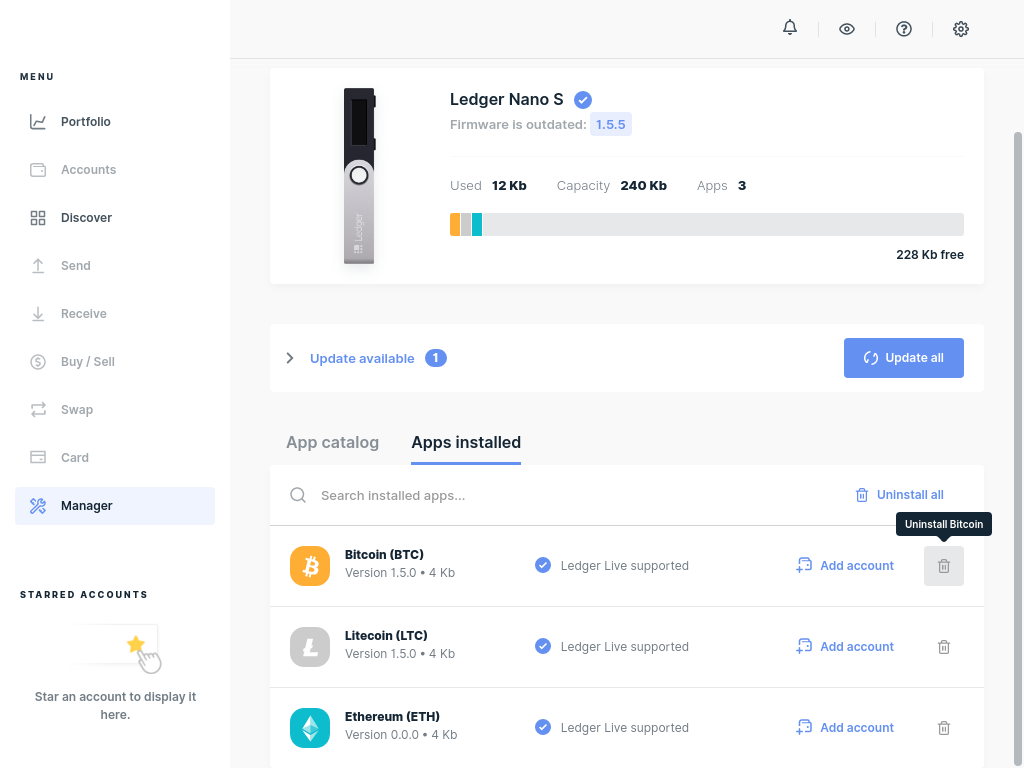 MENU
Portfolio
Accounts
Discover
Send
Receive
Buy / Sell
Swap
Card
Manager
STARRED ACCOUNTS
Star an account to display it
here.
Ledger
Ledger Nano S
Firmware is outdated: 1.5.5
Used 12 Kb Capacity 240 Kb Apps 3
228 Kb free
Update available 1
Update all
App catalog Apps installed
Search installed apps...
Uninstall all
Uninstall Bitcoin
Bitcoin (BTC)
Version 1.5.0 • 4 Kb
Ledger Live supported
Add account
Litecoin (LTC)
Version 1.5.0 • 4 Kb
Ledger Live supported
Add account
Ethereum (ETH)
Version 0.0.0 • 4 Kb
Ledger Live supported
Add account